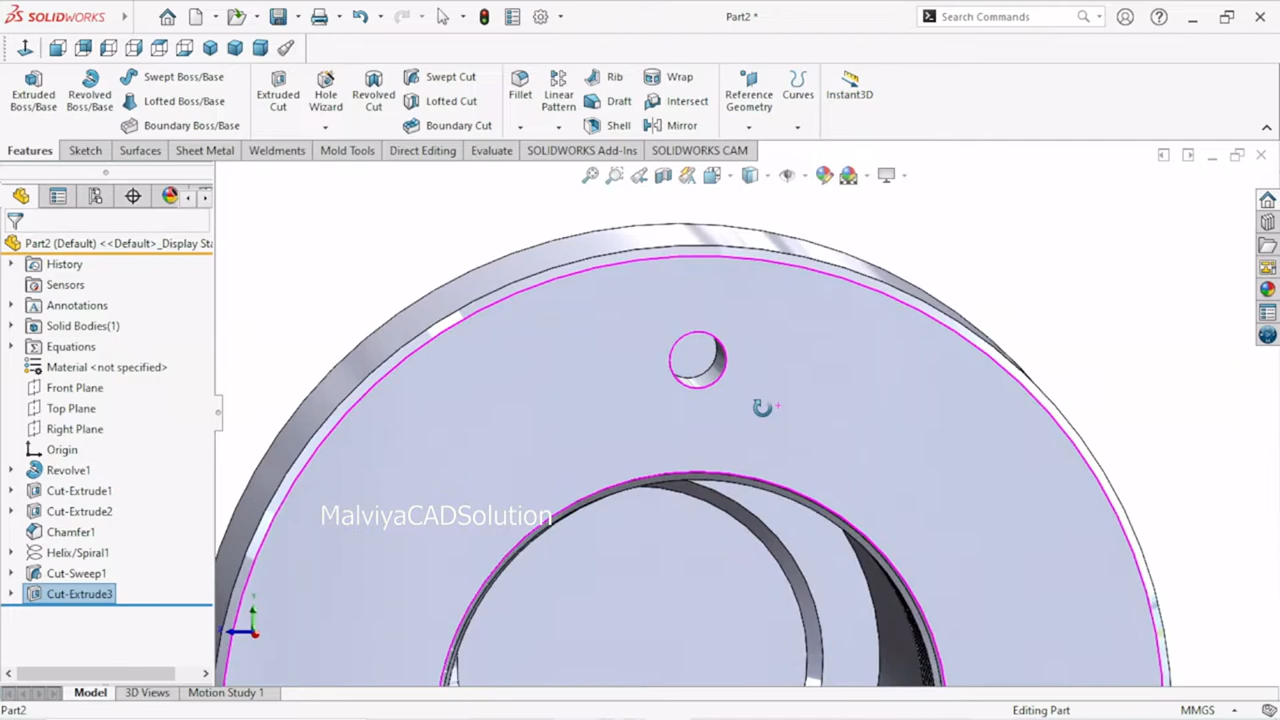 SOLIDWORKS
Part2 *
Search Commands
Extruded Boss/Base
Revolved Boss/Base
Swept Boss/Base
Lofted Boss/Base
Boundary Boss/Base
Extruded Cut
Hole Wizard
Revolved Cut
Swept Cut
Lofted Cut
Boundary Cut
Fillet
Linear Pattern
Rib
Draft
Shell
Wrap
Intersect
Mirror
Reference Geometry
Curves
Instant3D
Features
Sketch
Surfaces
Sheet Metal
Weldments
Mold Tools
Direct Editing
Evaluate
SOLIDWORKS Add-Ins
SOLIDWORKS CAM
Part2 (Default) <<Default>_Display Sta
History
Sensors
Annotations
Solid Bodies(1)
Equations
Material <not specified>
Front Plane
Top Plane
Right Plane
Origin
Revolve1
Cut-Extrude1
Cut-Extrude2
Chamfer1
Helix/Spiral1
Cut-Sweep1
Cut-Extrude3
MalviyaCADSolution
Model
3D Views
Motion Study 1
Part2
Editing Part
MMGS